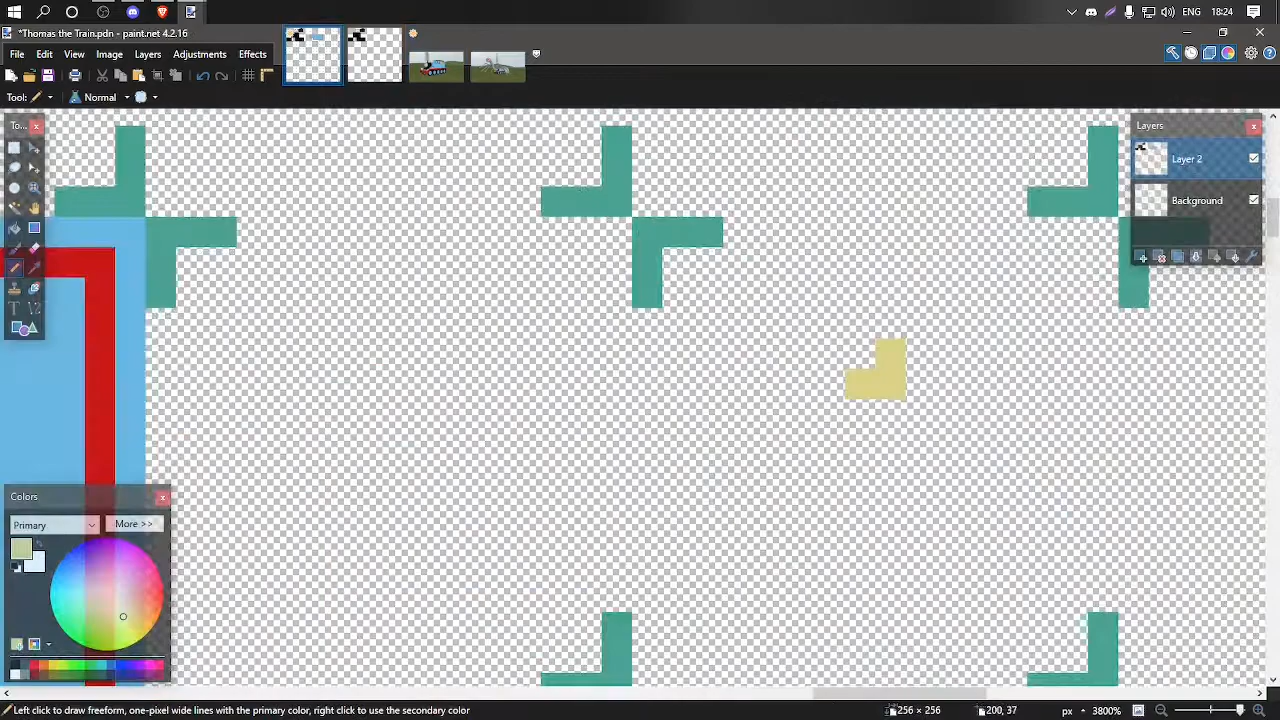 ENG 18:24
*Thomas the Train.pdn - paint.net 4.2.16
File Edit View Image Layers Adjustments Effects
Tool:
Normal
To...
Layers
Layer 2
Background
Colors
Primary
More >>
Left click to draw freeform, one-pixel wide lines with the primary color, right click to use the secondary color
256 × 256
200, 37
px
3800%